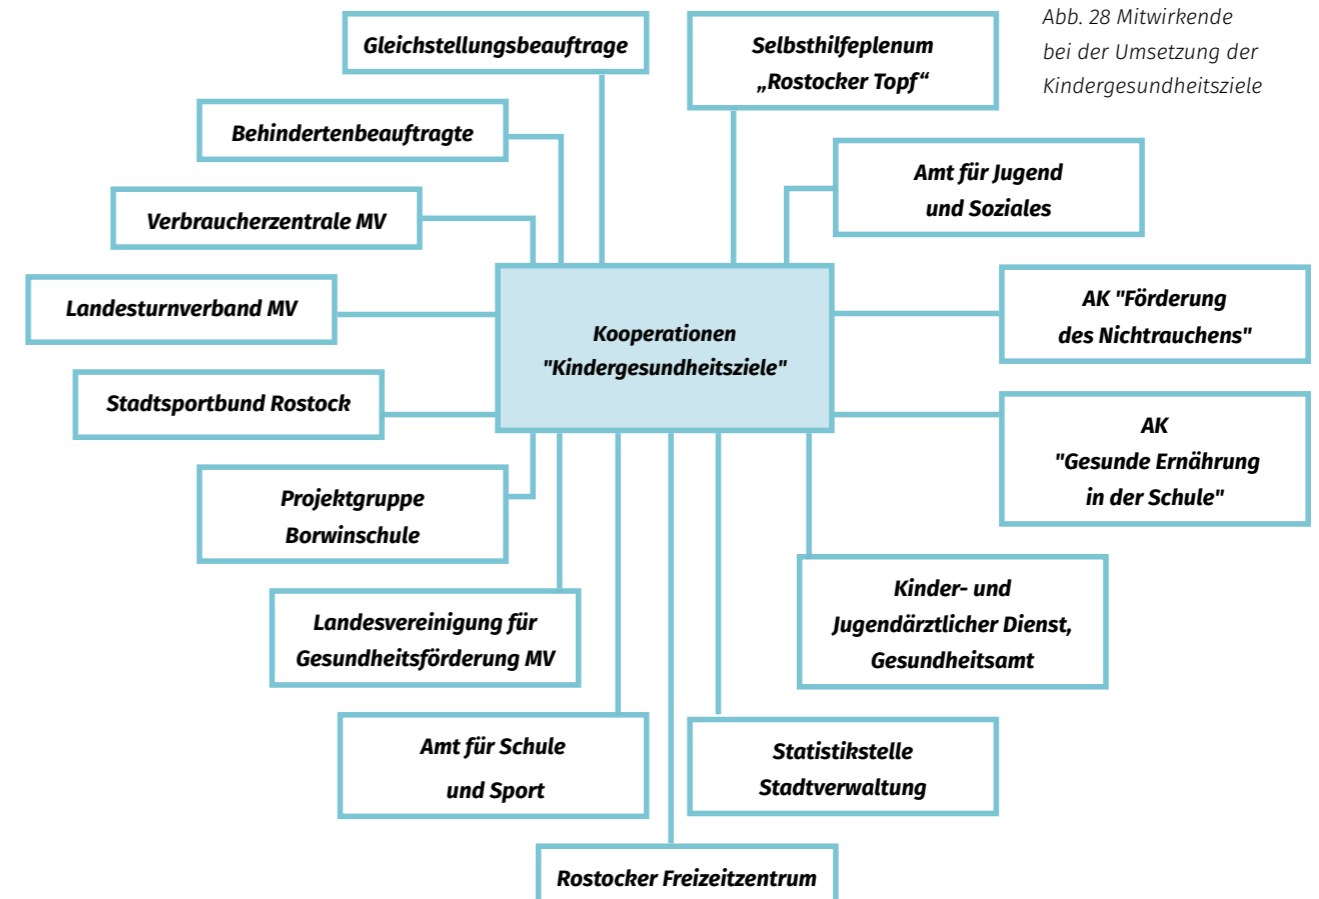 Gleichstellungsbeauftrage
Selbsthilfeplenum
„Rostocker Topf“
Abb. 28 Mitwirkende
bei der Umsetzung der
Kindergesundheitsziele
Behindertenbeauftragte
Amt für Jugend
und Soziales
Verbraucherzentrale MV
Landesturnverband MV
AK "Förderung
des Nichtrauchens"
Kooperationen
"Kindergesundheitsziele"
Stadtsportbund Rostock
AK
"Gesunde Ernährung
in der Schule"
Projektgruppe
Borwinschule
Kinder- und
Jugendärztlicher Dienst,
Gesundheitsamt
Landesvereinigung für
Gesundheitsförderung MV
Amt für Schule
und Sport
Statistikstelle
Stadtverwaltung
Rostocker Freizeitzentrum